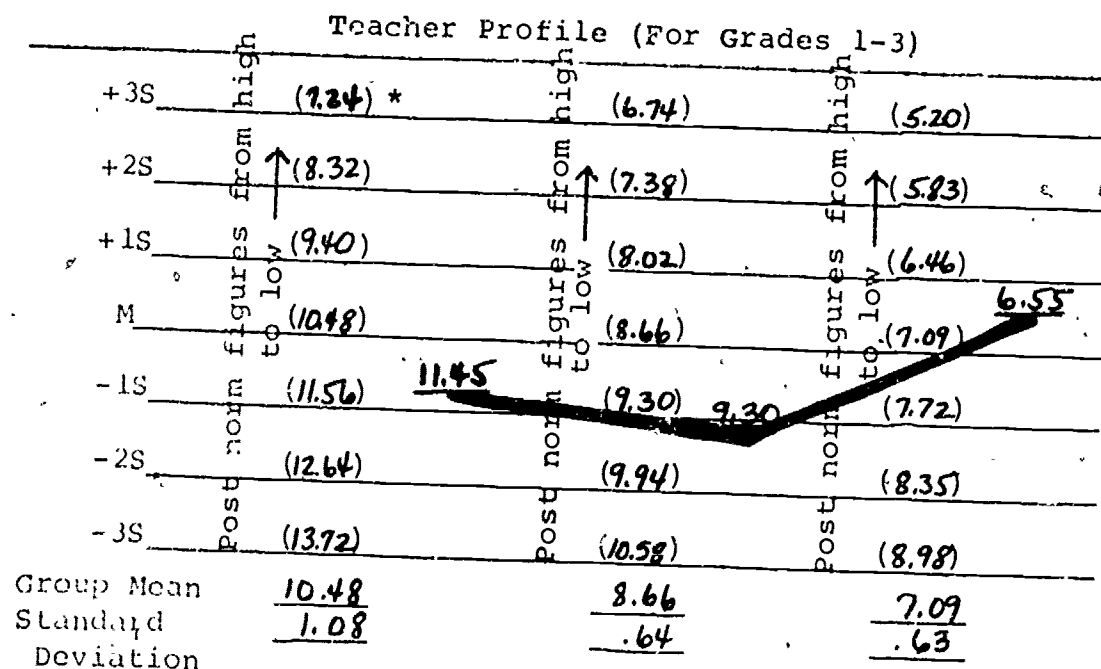 Teacher Profile (For Grades 1-3)
Post norm figures from high to low
Post norm figures from high to low
Post norm figures from high to low
+3S (7.24) * (6.74) (5.20)
+2S (8.32) (7.38) (5.83)
+1S (9.40) (8.02) (6.46)
6.55
M (10.48) (8.66) (7.09)
11.45
-1S (11.56) (9.30) 9.30 (7.72)
-2S (12.64) (9.94) (8.35)
-3S (13.72) (10.58) (8.98)
Group Mean 10.48 8.66 7.09
Standard 1.08 .64 .63
Deviation